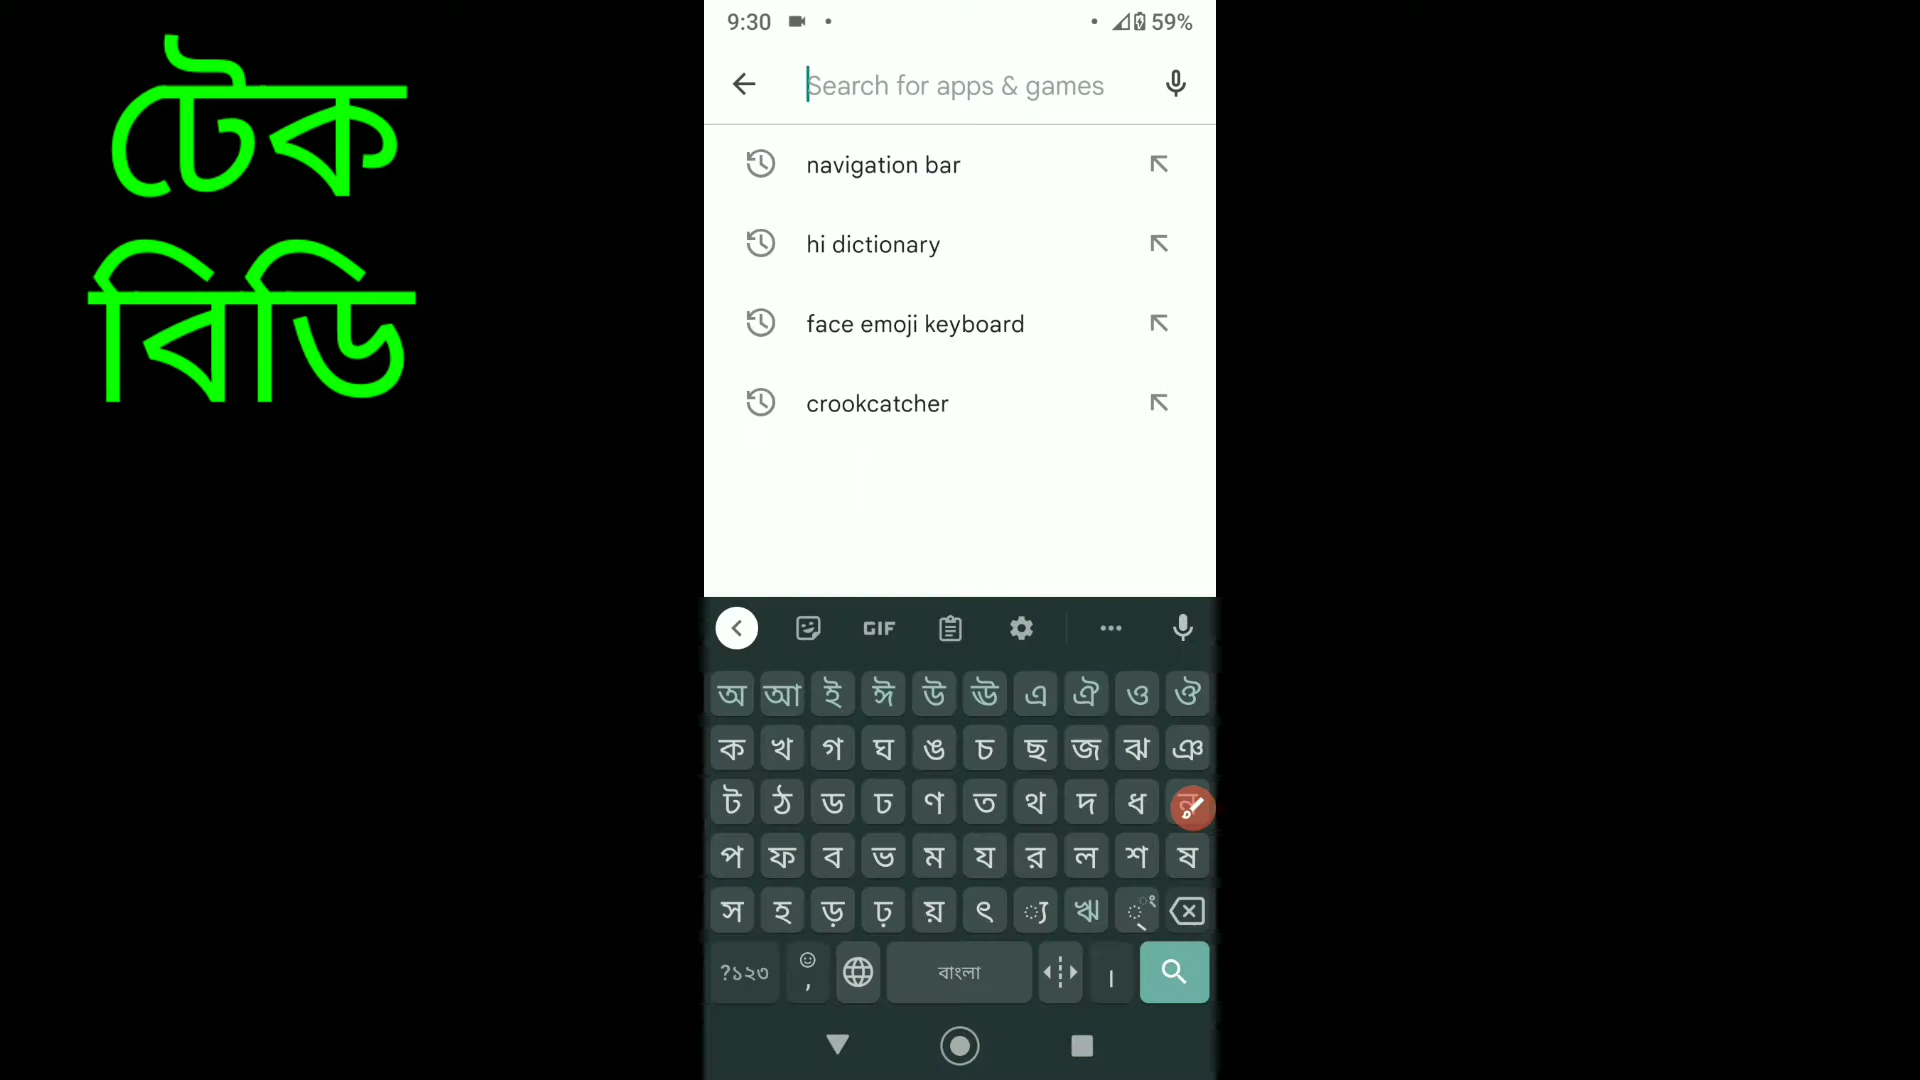 টেক
বিডি
9:30 59%
Search for apps & games
navigation bar
hi dictionary
face emoji keyboard
crookcatcher
GIF
অ আ ই ঈ উ ঊ এ ঐ ও ঔ
ক খ গ ঘ ঙ চ ছ জ ঝ ঞ
ট ঠ ড ঢ ণ ত থ দ ধ ন
প ফ ব ভ ম য র ল শ ষ
স হ ড় ঢ় য় ৎ ্য ঋ ্ ং
?১২৩ , বাংলা ।